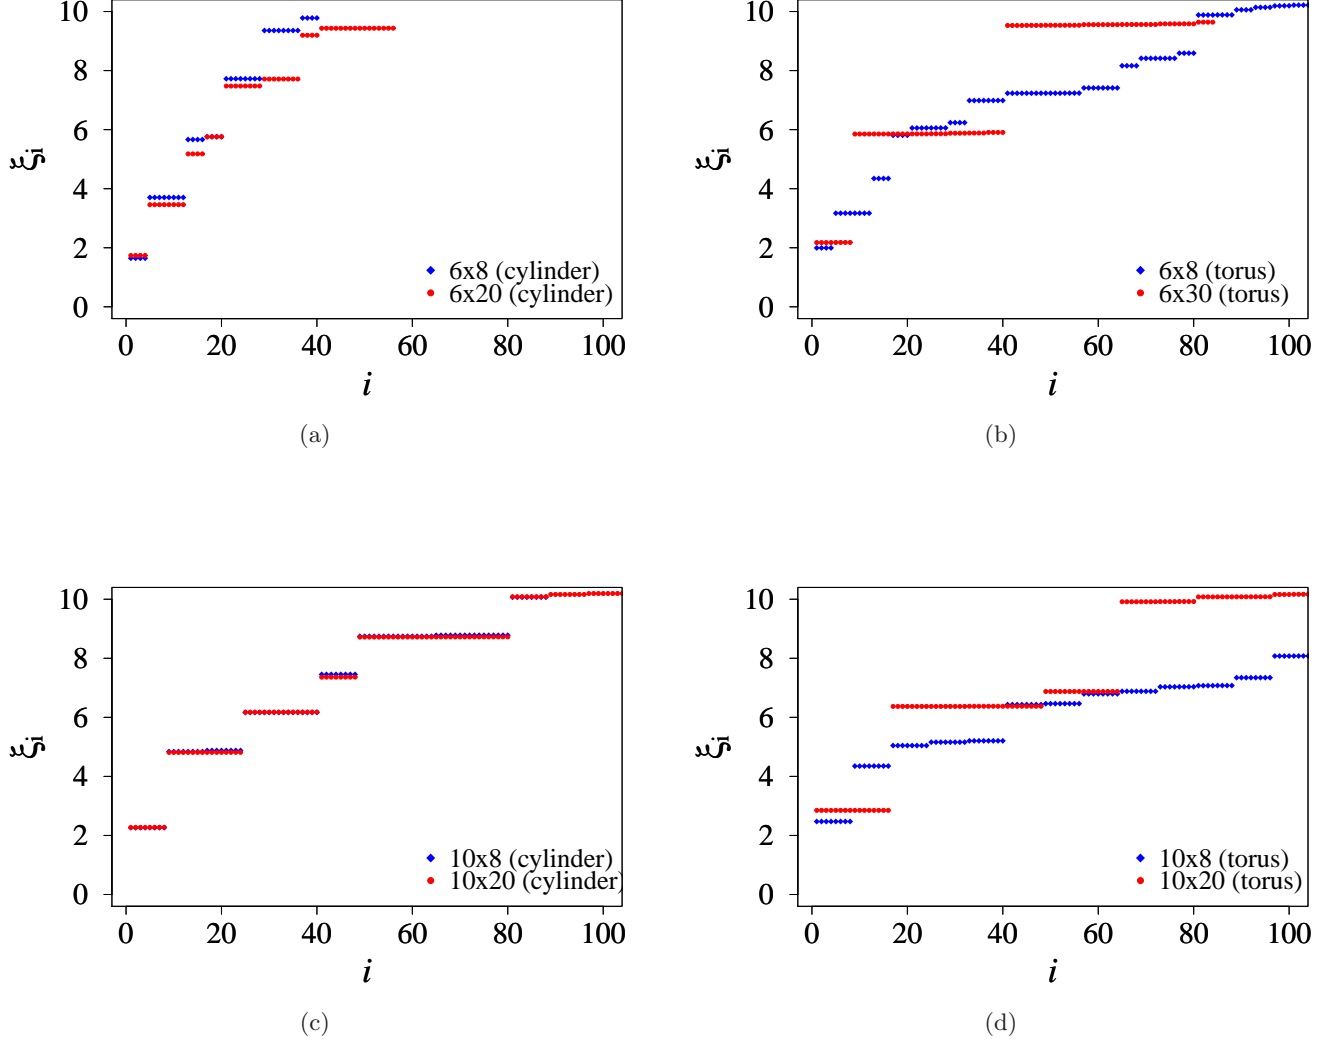 10
8
6
4
2
0
ξi
0 20 40 60 80 100
i
6x8 (cylinder)
6x20 (cylinder)
(a)
10
8
6
4
2
0
ξi
0 20 40 60 80 100
i
6x8 (torus)
6x30 (torus)
(b)
10
8
6
4
2
0
ξi
0 20 40 60 80 100
i
10x8 (cylinder)
10x20 (cylinder)
(c)
10
8
6
4
2
0
ξi
0 20 40 60 80 100
i
10x8 (torus)
10x20 (torus)
(d)